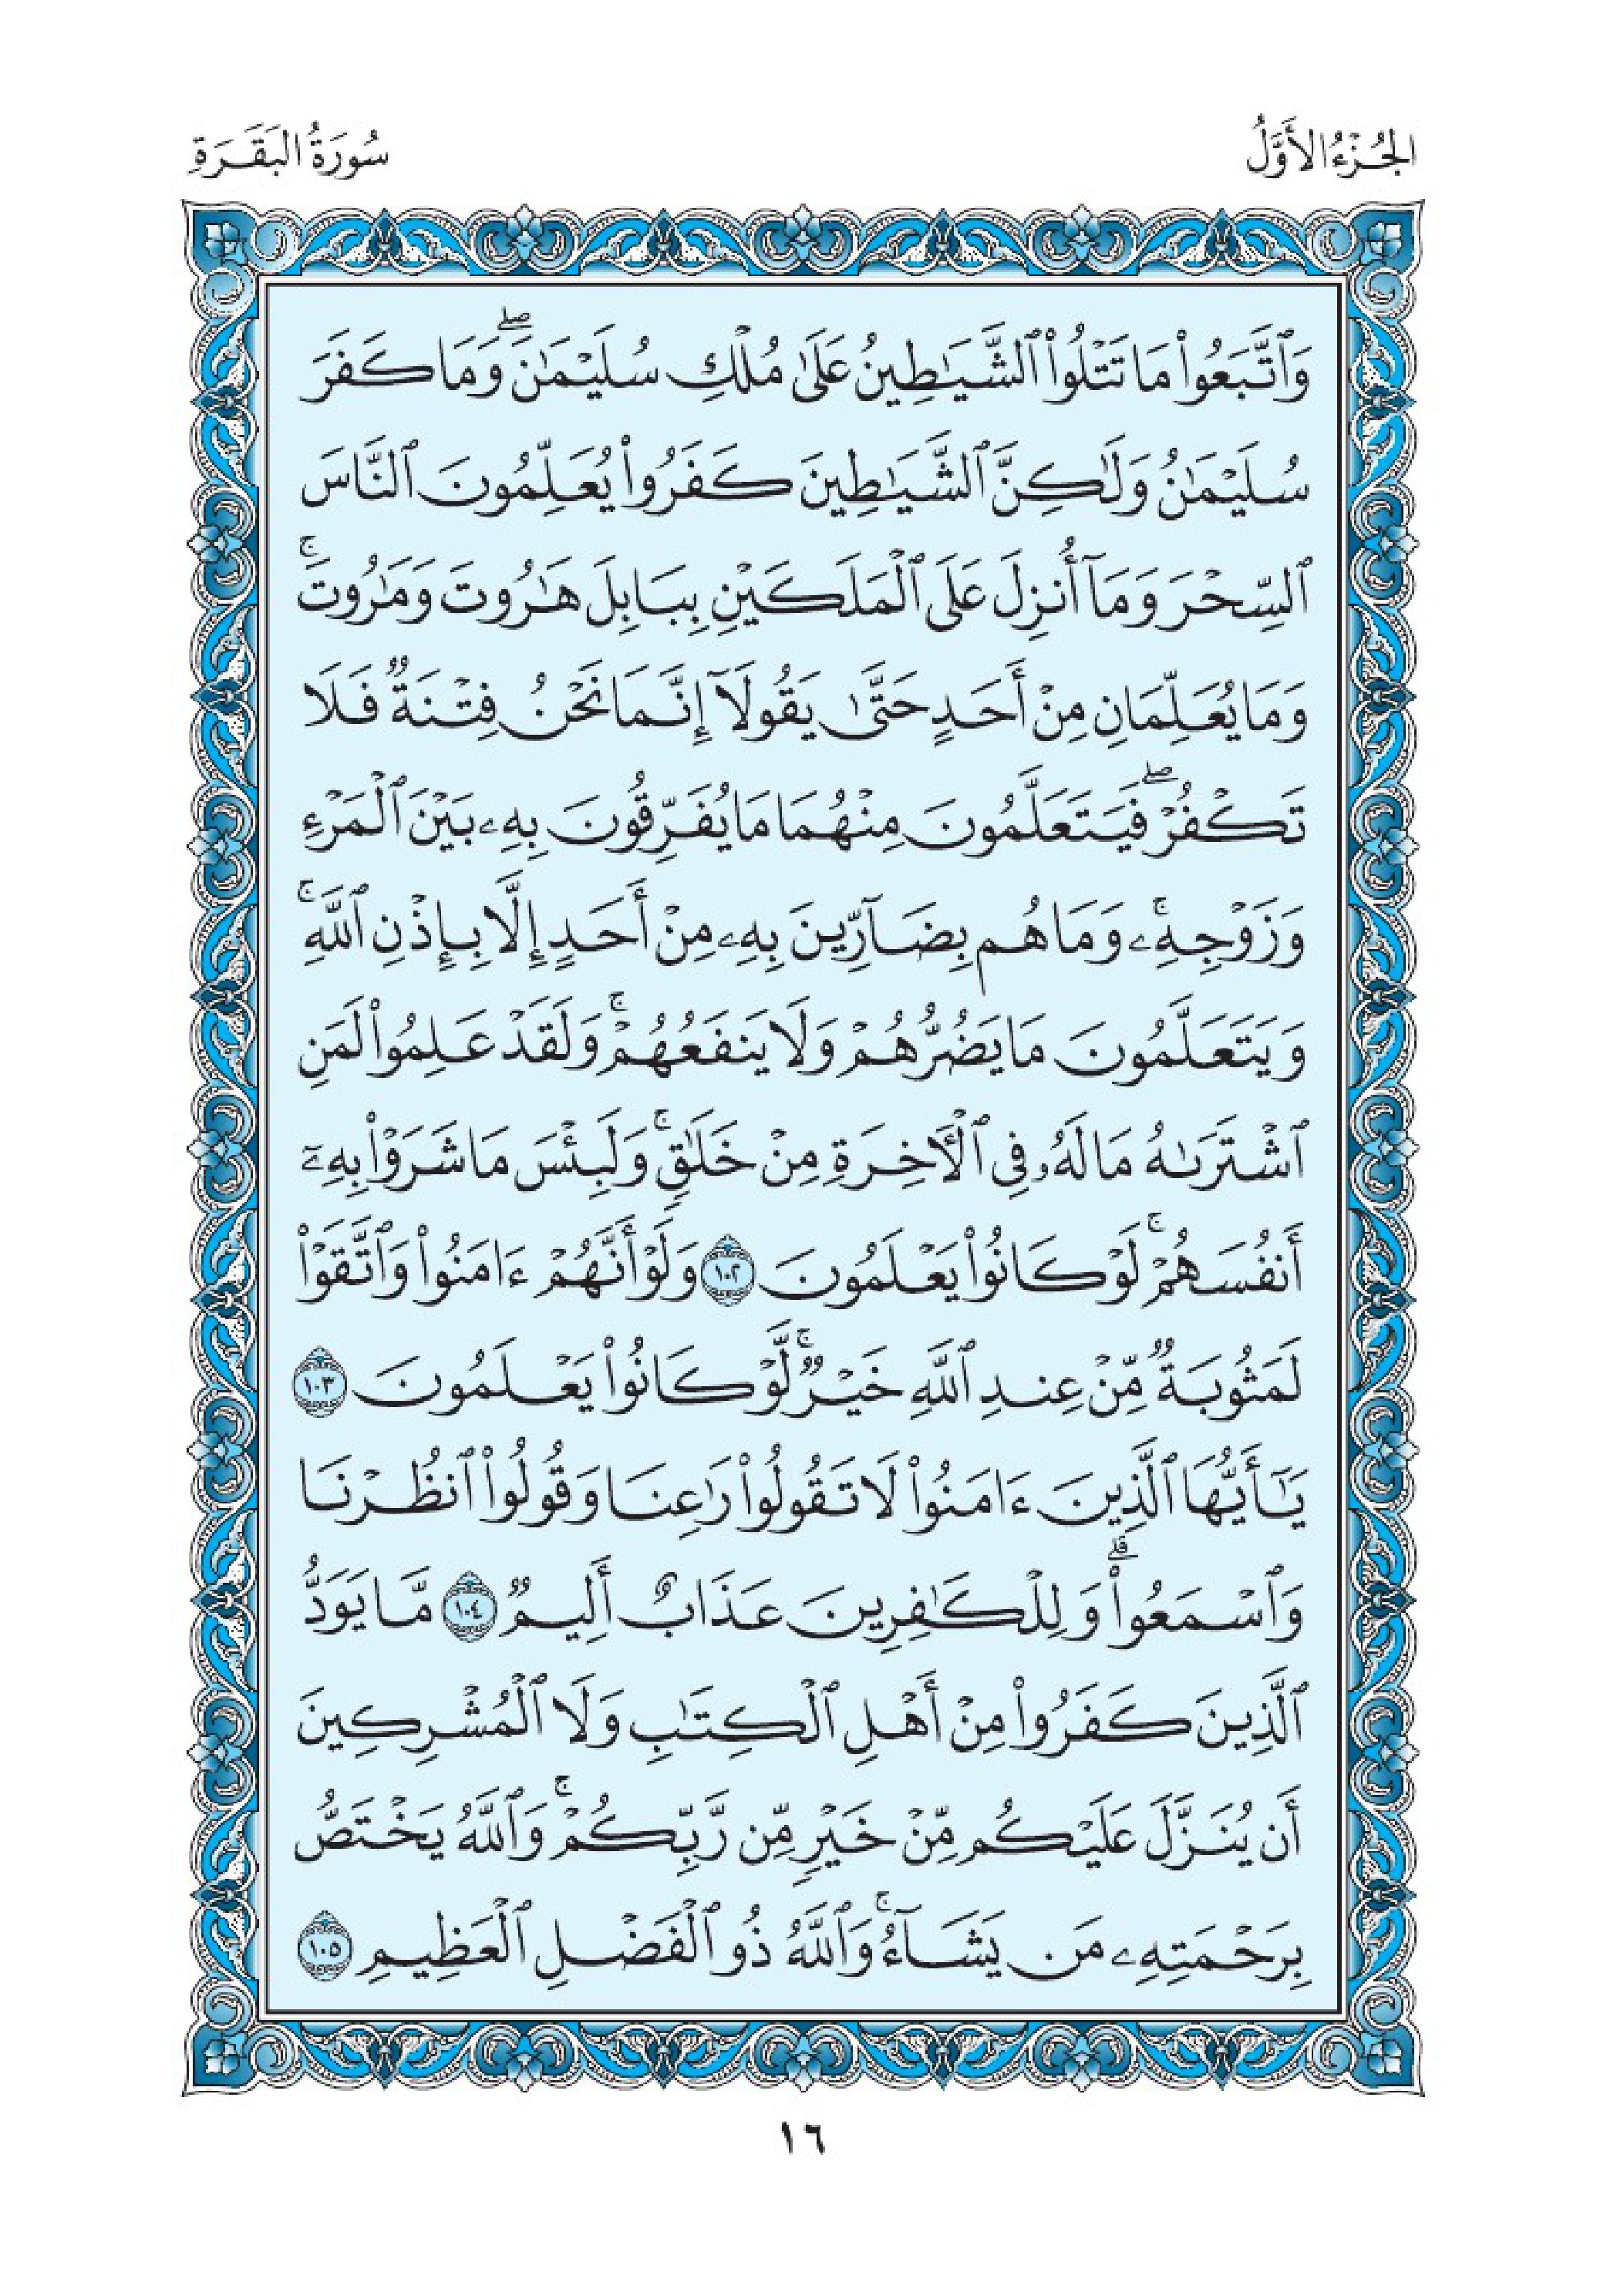 الجُزْءُ الأَوَّلُ
سُورَةُ البَقَرَةِ
وَٱتَّبَعُوا۟ مَا تَتْلُوا۟ ٱلشَّيَـٰطِينُ عَلَىٰ مُلْكِ سُلَيْمَـٰنَ ۖ وَمَا كَفَرَ
سُلَيْمَـٰنُ وَلَـٰكِنَّ ٱلشَّيَـٰطِينَ كَفَرُوا۟ يُعَلِّمُونَ ٱلنَّاسَ
ٱلسِّحْرَ وَمَآ أُنزِلَ عَلَى ٱلْمَلَكَيْنِ بِبَابِلَ هَـٰرُوتَ وَمَـٰرُوتَ ۚ
وَمَا يُعَلِّمَانِ مِنْ أَحَدٍ حَتَّىٰ يَقُولَآ إِنَّمَا نَحْنُ فِتْنَةٌ فَلَا
تَكْفُرْ ۖ فَيَتَعَلَّمُونَ مِنْهُمَا مَا يُفَرِّقُونَ بِهِۦ بَيْنَ ٱلْمَرْءِ
وَزَوْجِهِۦ ۚ وَمَا هُم بِضَآرِّينَ بِهِۦ مِنْ أَحَدٍ إِلَّا بِإِذْنِ ٱللَّهِ ۚ
وَيَتَعَلَّمُونَ مَا يَضُرُّهُمْ وَلَا يَنفَعُهُمْ ۚ وَلَقَدْ عَلِمُوا۟ لَمَنِ
ٱشْتَرَىٰهُ مَا لَهُۥ فِى ٱلْـَٔاخِرَةِ مِنْ خَلَـٰقٍ ۚ وَلَبِئْسَ مَا شَرَوْا۟ بِهِۦٓ
أَنفُسَهُمْ ۚ لَوْ كَانُوا۟ يَعْلَمُونَ ١٠٢ وَلَوْ أَنَّهُمْ ءَامَنُوا۟ وَٱتَّقَوْا۟
لَمَثُوبَةٌ مِّنْ عِندِ ٱللَّهِ خَيْرٌ ۖ لَّوْ كَانُوا۟ يَعْلَمُونَ ١٠٣
يَـٰٓأَيُّهَا ٱلَّذِينَ ءَامَنُوا۟ لَا تَقُولُوا۟ رَٰعِنَا وَقُولُوا۟ ٱنظُرْنَا
وَٱسْمَعُوا۟ ۗ وَلِلْكَـٰفِرِينَ عَذَابٌ أَلِيمٌ ١٠٤ مَّا يَوَدُّ
ٱلَّذِينَ كَفَرُوا۟ مِنْ أَهْلِ ٱلْكِتَـٰبِ وَلَا ٱلْمُشْرِكِينَ
أَن يُنَزَّلَ عَلَيْكُم مِّنْ خَيْرٍ مِّن رَّبِّكُمْ ۚ وَٱللَّهُ يَخْتَصُّ
بِرَحْمَتِهِۦ مَن يَشَآءُ ۚ وَٱللَّهُ ذُو ٱلْفَضْلِ ٱلْعَظِيمِ ١٠٥
١٦